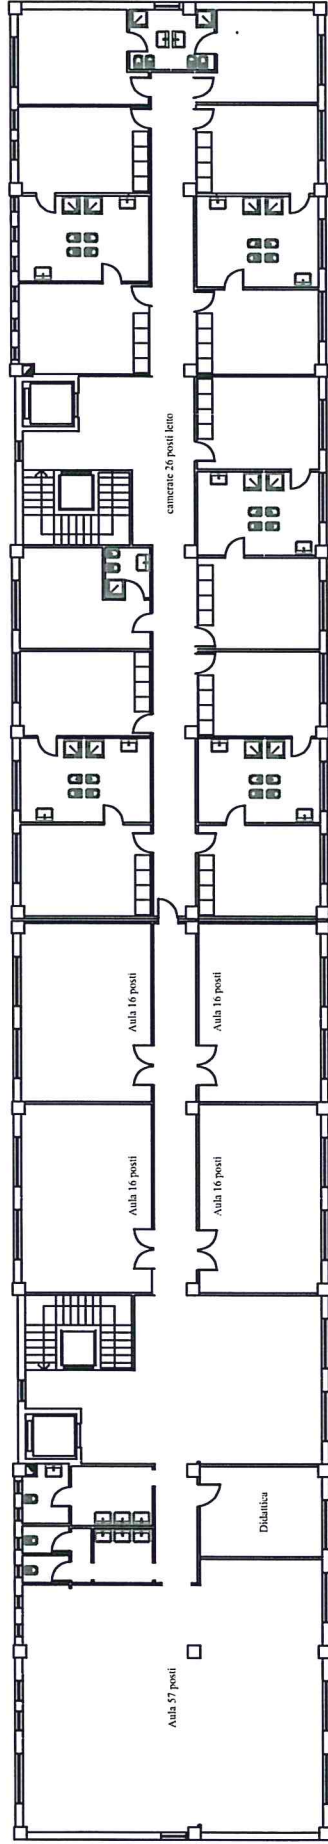 camerate 26 posti letto
Aula 16 posti
Aula 16 posti
Aula 16 posti
Aula 16 posti
Didattica
Aula 57 posti